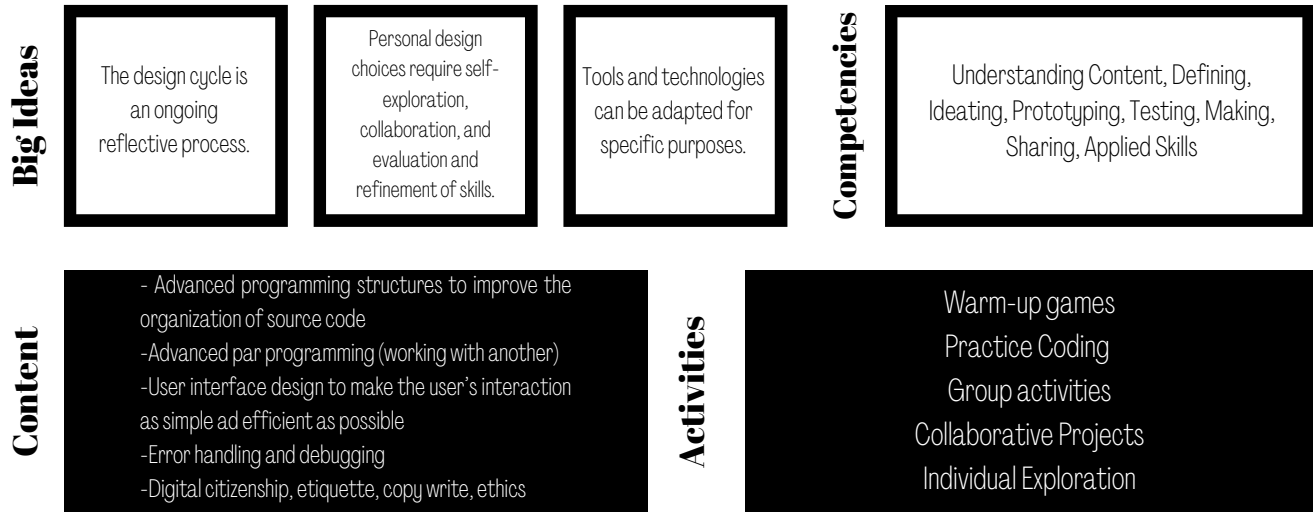 Big Ideas
The design cycle is
an ongoing
reflective process.
Personal design
choices require self-
exploration,
collaboration, and
evaluation and
refinement of skills.
Tools and technologies
can be adapted for
specific purposes.
Competencies
Understanding Content, Defining,
Ideating, Prototyping, Testing, Making,
Sharing, Applied Skills
Content
- Advanced programming structures to improve the
organization of source code
-Advanced par programming (working with another)
-User interface design to make the user's interaction
as simple ad efficient as possible
-Error handling and debugging
-Digital citizenship, etiquette, copy write, ethics
Activities
Warm-up games
Practice Coding
Group activities
Collaborative Projects
Individual Exploration